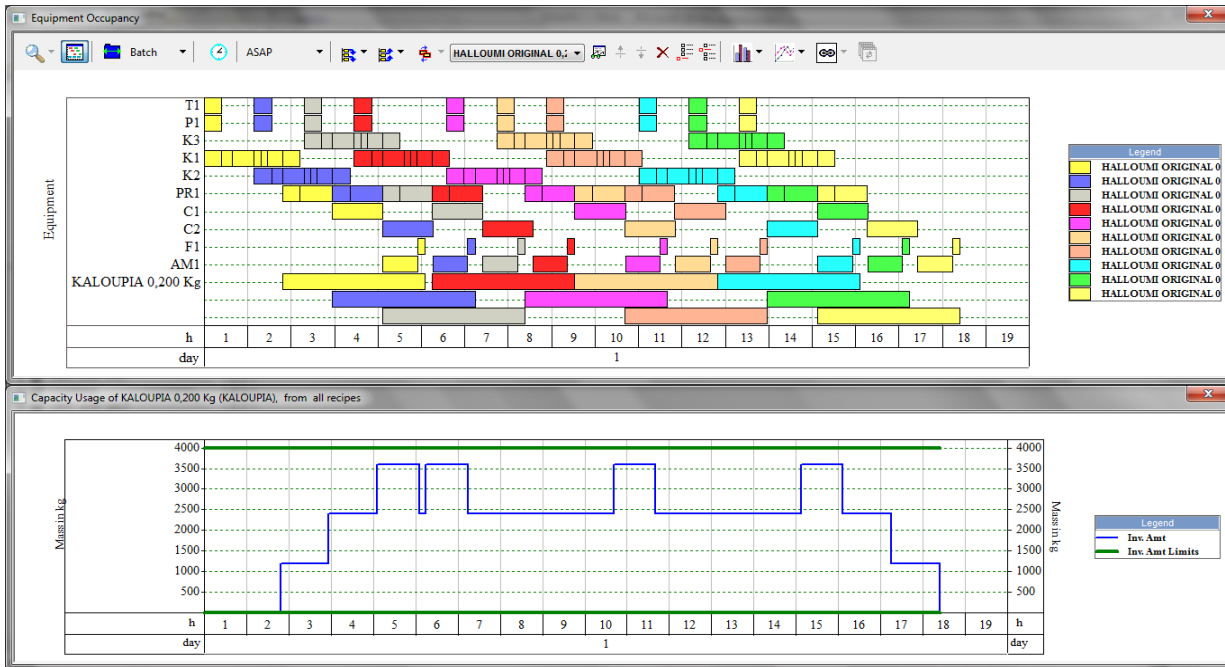 Equipment Occupancy
Batch ASAP HALLOUMI ORIGINAL 0,2
Equipment
T1
P1
K3
K1
K2
PR1
C1
C2
F1
AM1
KALOUPIA 0,200 Kg
h 1 2 3 4 5 6 7 8 9 10 11 12 13 14 15 16 17 18 19
day 1
Legend
HALLOUMI ORIGINAL 0
HALLOUMI ORIGINAL 0
HALLOUMI ORIGINAL 0
HALLOUMI ORIGINAL 0
HALLOUMI ORIGINAL 0
HALLOUMI ORIGINAL 0
HALLOUMI ORIGINAL 0
HALLOUMI ORIGINAL 0
HALLOUMI ORIGINAL 0
HALLOUMI ORIGINAL 0
Capacity Usage of KALOUPIA 0,200 Kg (KALOUPIA), from all recipes
Mass in kg
4000 4000
3500 3500
3000 3000
2500 2500
2000 2000
1500 1500
1000 1000
500 500
Mass in kg
h 1 2 3 4 5 6 7 8 9 10 11 12 13 14 15 16 17 18 19 h
day 1 day
Legend
Inv. Amt
Inv. Amt Limits